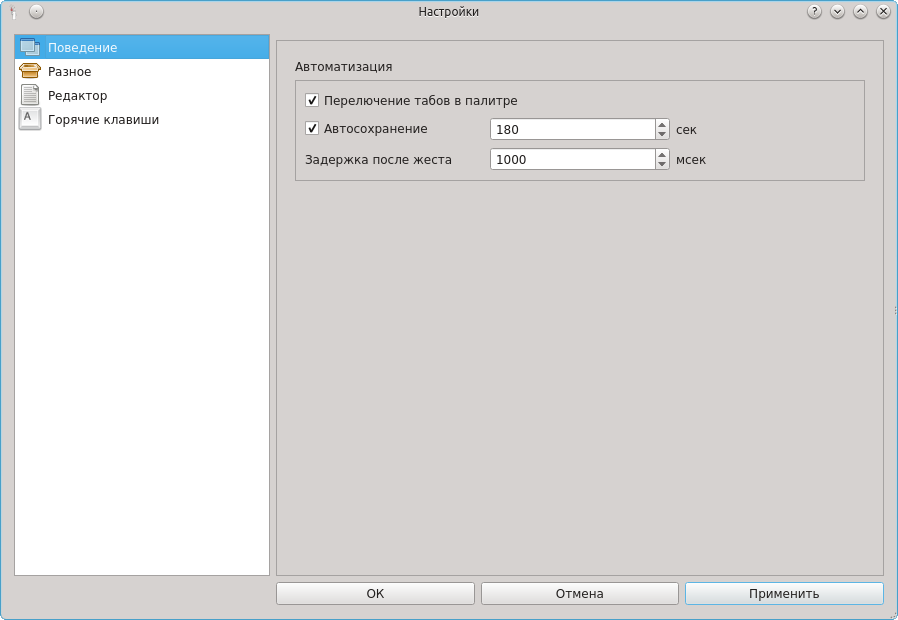 Настройки
Поведение
Разное
Редактор
A
Горячие клавиши
Автоматизация
Перелючение табов в палитре
Автосохранение 180 сек
Задержка после жеста 1000 мсек
OK Отмена Применить